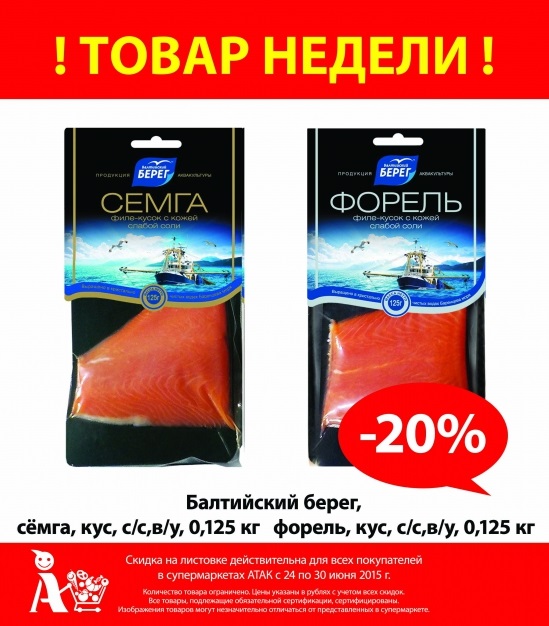 ! ТОВАР НЕДЕЛИ !
Балтийский
БЕРЕГ
ПРОДУКЦИЯ АКВАКУЛЬТУРЫ
СЕМГА
филе-кусок с кожей
слабой соли
125г
Балтийский
БЕРЕГ
ПРОДУКЦИЯ АКВАКУЛЬТУРЫ
ФОРЕЛЬ
филе-кусок с кожей
слабой соли
125г
-20%
Балтийский берег,
сёмга, кус, с/с,в/у, 0,125 кг форель, кус, с/с,в/у, 0,125 кг
Скидка на листовке действительна для всех покупателей
в супермаркетах АТАК с 24 по 30 июня 2015 г.
Количество товара ограничено. Цены указаны в рублях с учетом всех скидок.
Все товары, подлежащие обязательной сертификации, сертифицированы.
Изображения товаров могут незначительно отличаться от представленных в супермаркете.